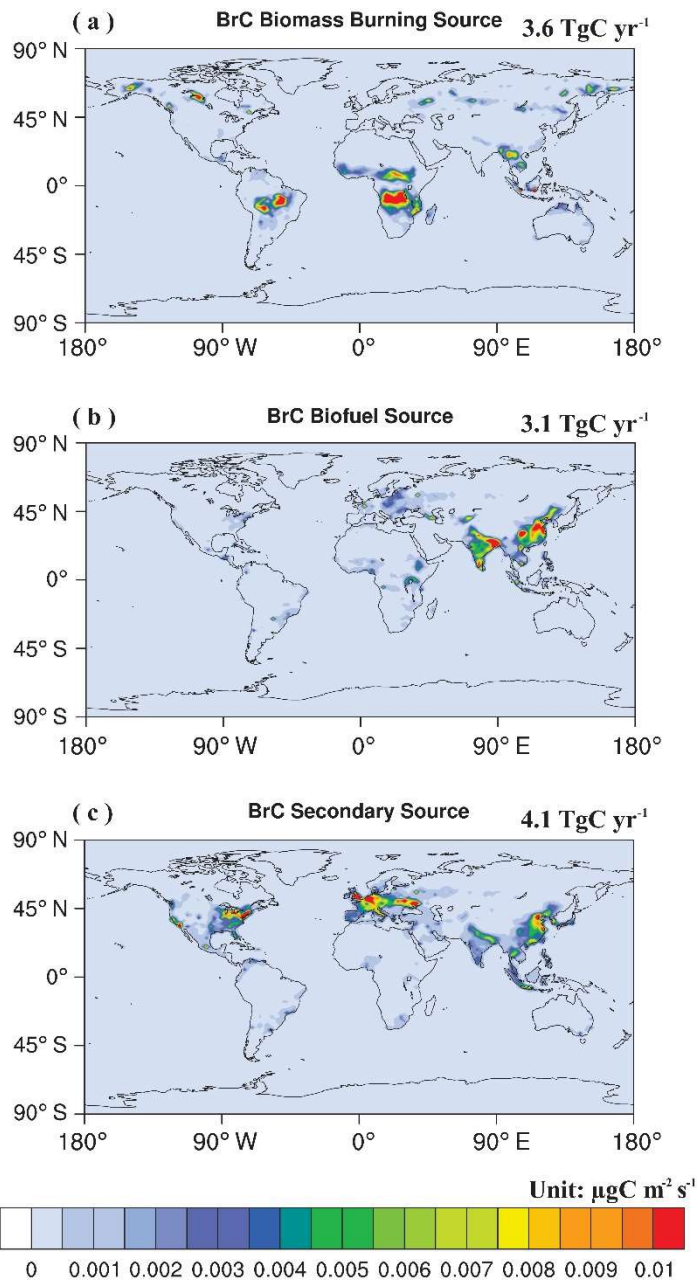 ( a )
BrC Biomass Burning Source
3.6 TgC yr⁻¹
90° N
45° N
0°
45° S
90° S
180° 90° W 0° 90° E 180°
( b )
BrC Biofuel Source
3.1 TgC yr⁻¹
90° N
45° N
0°
45° S
90° S
180° 90° W 0° 90° E 180°
( c )
BrC Secondary Source
4.1 TgC yr⁻¹
90° N
45° N
0°
45° S
90° S
180° 90° W 0° 90° E 180°
Unit: µgC m⁻² s⁻¹
0 0.001 0.002 0.003 0.004 0.005 0.006 0.007 0.008 0.009 0.01